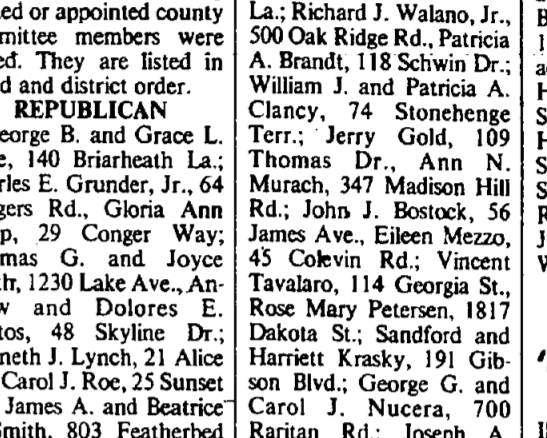 ed or appointed county
mittee members were
ed. They are listed in
d and district order.
REPUBLICAN
eorge B. and Grace L.
e, 140 Briarheath La.;
rles E. Grunder, Jr., 64
gers Rd., Gloria Ann
p, 29 Conger Way;
mas G. and Joyce
1230 Lake Ave., An-
w and Dolores E.
tos, 48 Skyline Dr.;
neth J. Lynch, 21 Alice
Carol J. Roe, 25 Sunset
James A. and Beatrice
Smith, 803 Featherbed
La.; Richard J. Walano, Jr.,
500 Oak Ridge Rd., Patricia
A. Brandt, 118 Schwin Dr.;
William J. and Patricia A.
Clancy, 74 Stonehenge
Terr.; Jerry Gold, 109
Thomas Dr., Ann N.
Murach, 347 Madison Hill
Rd.; John J. Bostock, 56
James Ave., Eileen Mezzo,
45 Colevin Rd.; Vincent
Tavalaro, 114 Georgia St.,
Rose Mary Petersen, 1817
Dakota St.; Sandford and
Harriett Krasky, 191 Gib-
son Blvd.; George G. and
Carol J. Nucera, 700
Raritan Rd.; Joseph A.